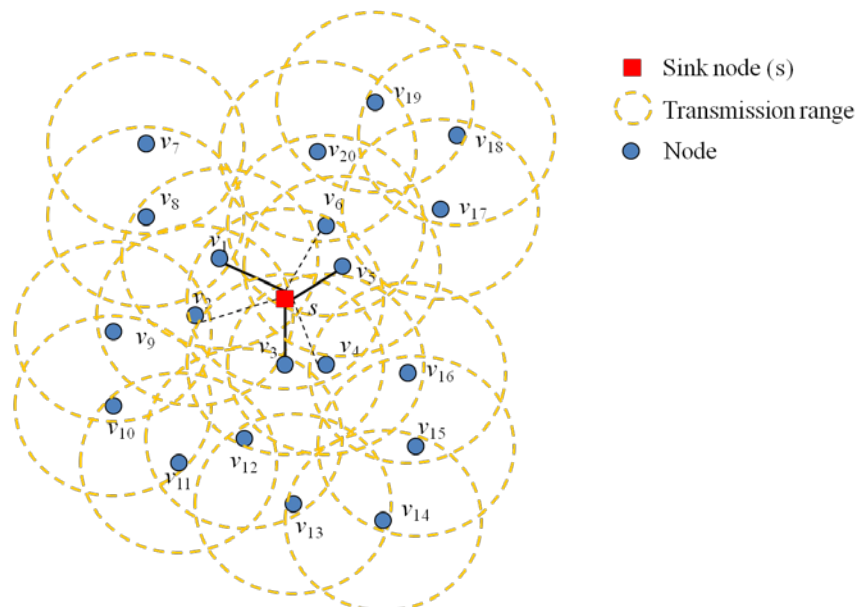 v19
Sink node (s)
Transmission range
v18
v7
v20
Node
v8
v6
v17
v1
v5
v2
s
v9
v3
v4
v16
v10
v15
v12
v11
v13
v14